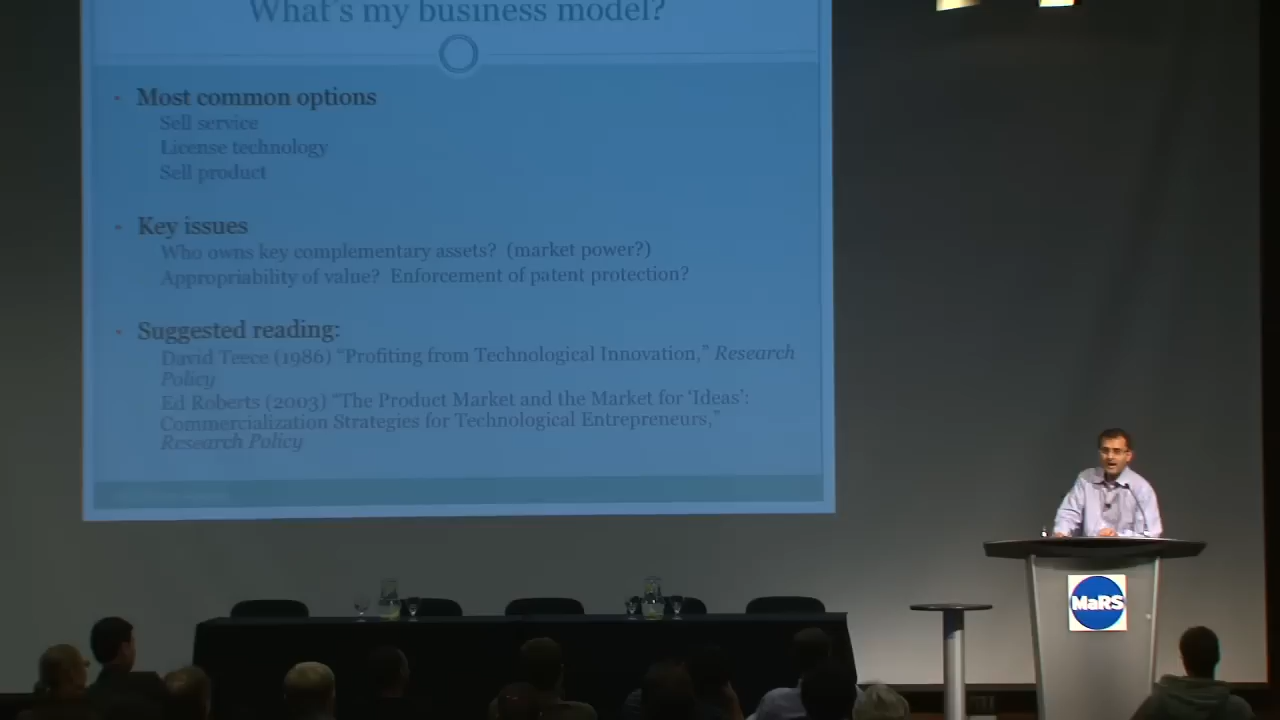 What's my business model?
Most common options
Sell service
License technology
Sell product
Key issues
Who owns key complementary assets? (market power?)
Appropriability of value? Enforcement of patent protection?
Suggested reading:
David Teece (1986) “Profiting from Technological Innovation,” Research
Policy
Ed Roberts (2003) “The Product Market and the Market for ‘Ideas’:
Commercialization Strategies for Technological Entrepreneurs,”
Research Policy
MaRS